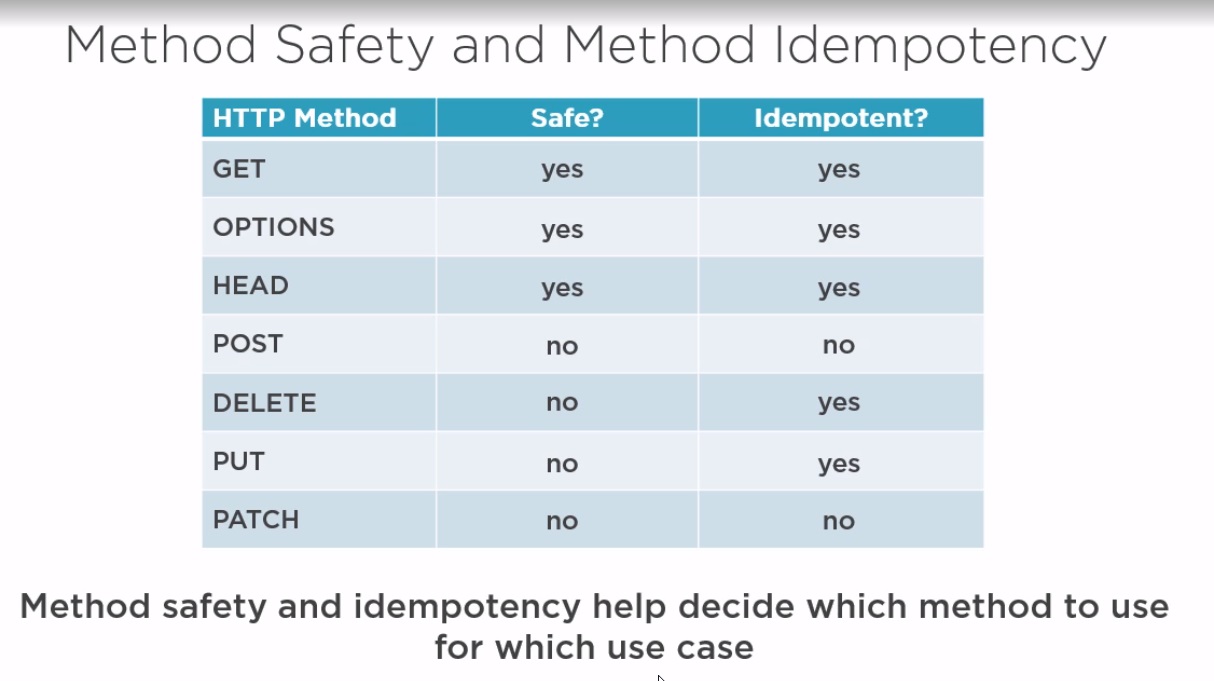 Method Safety and Method Idempotency
HTTP Method Safe? Idempotent?
GET yes yes
OPTIONS yes yes
HEAD yes yes
POST no no
DELETE no yes
PUT no yes
PATCH no no
Method safety and idempotency help decide which method to use
for which use case